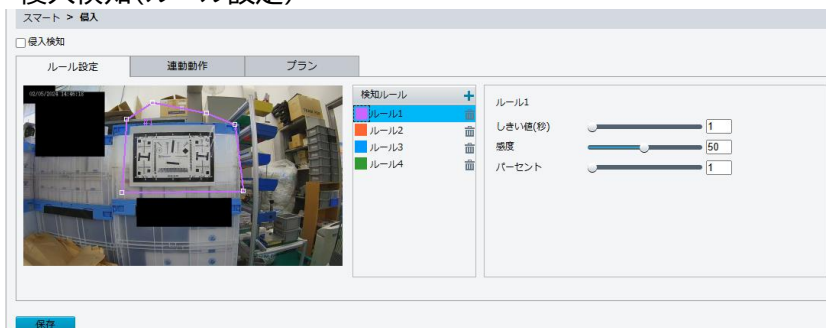 侵入検知(ルール設定)
スマート > 侵入
侵入検知
ルール設定 連動動作 プラン
検知ルール
ルール1
ルール2
ルール3
ルール4
ルール1
しきい値(秒) 1
感度 50
パーセント 1
保存